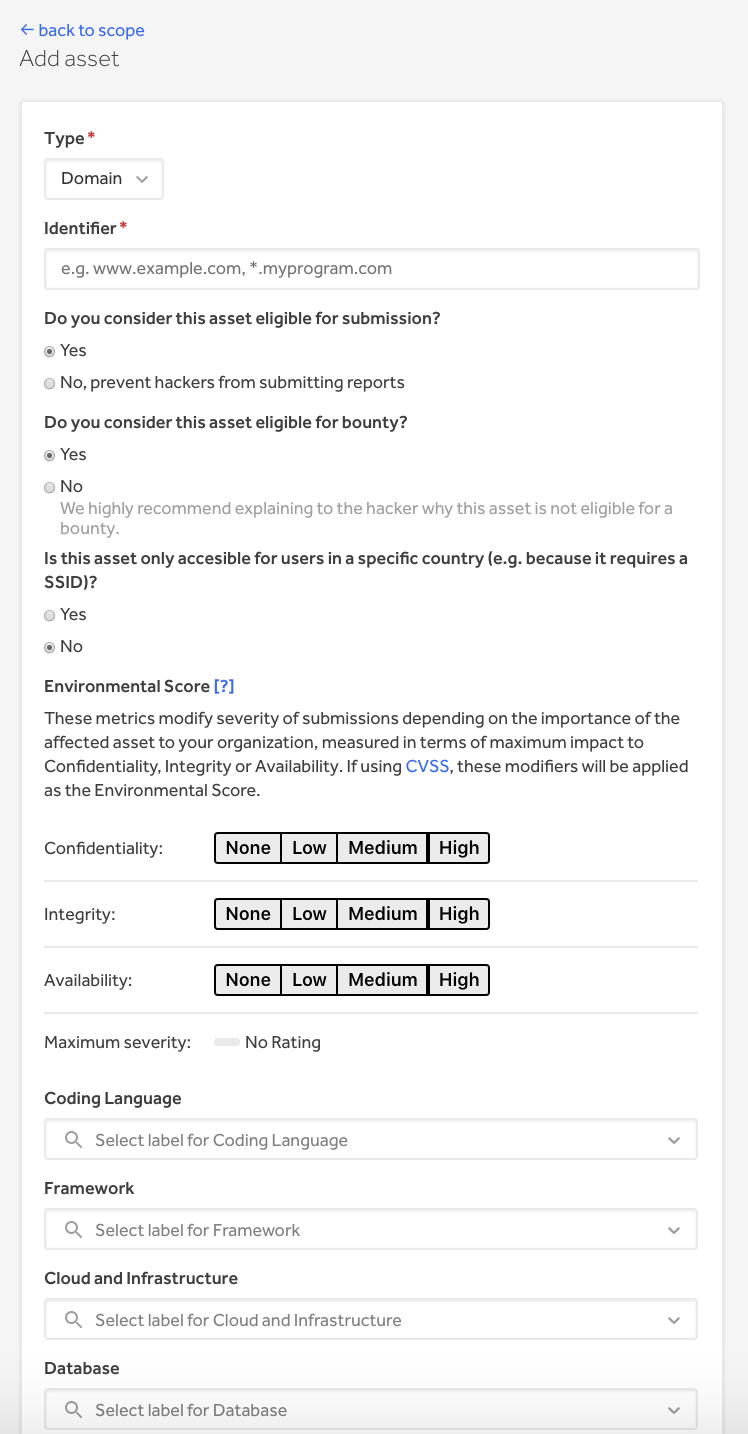 ← back to scope
Add asset
Type*
Domain
Identifier*
e.g. www.example.com, *.myprogram.com
Do you consider this asset eligible for submission?
Yes
No, prevent hackers from submitting reports
Do you consider this asset eligible for bounty?
Yes
No
We highly recommend explaining to the hacker why this asset is not eligible for a
bounty.
Is this asset only accesible for users in a specific country (e.g. because it requires a
SSID)?
Yes
No
Environmental Score [?]
These metrics modify severity of submissions depending on the importance of the
affected asset to your organization, measured in terms of maximum impact to
Confidentiality, Integrity or Availability. If using CVSS, these modifiers will be applied
as the Environmental Score.
Confidentiality: None Low Medium High
Integrity: None Low Medium High
Availability: None Low Medium High
Maximum severity: No Rating
Coding Language
Select label for Coding Language
Framework
Select label for Framework
Cloud and Infrastructure
Select label for Cloud and Infrastructure
Database
Select label for Database